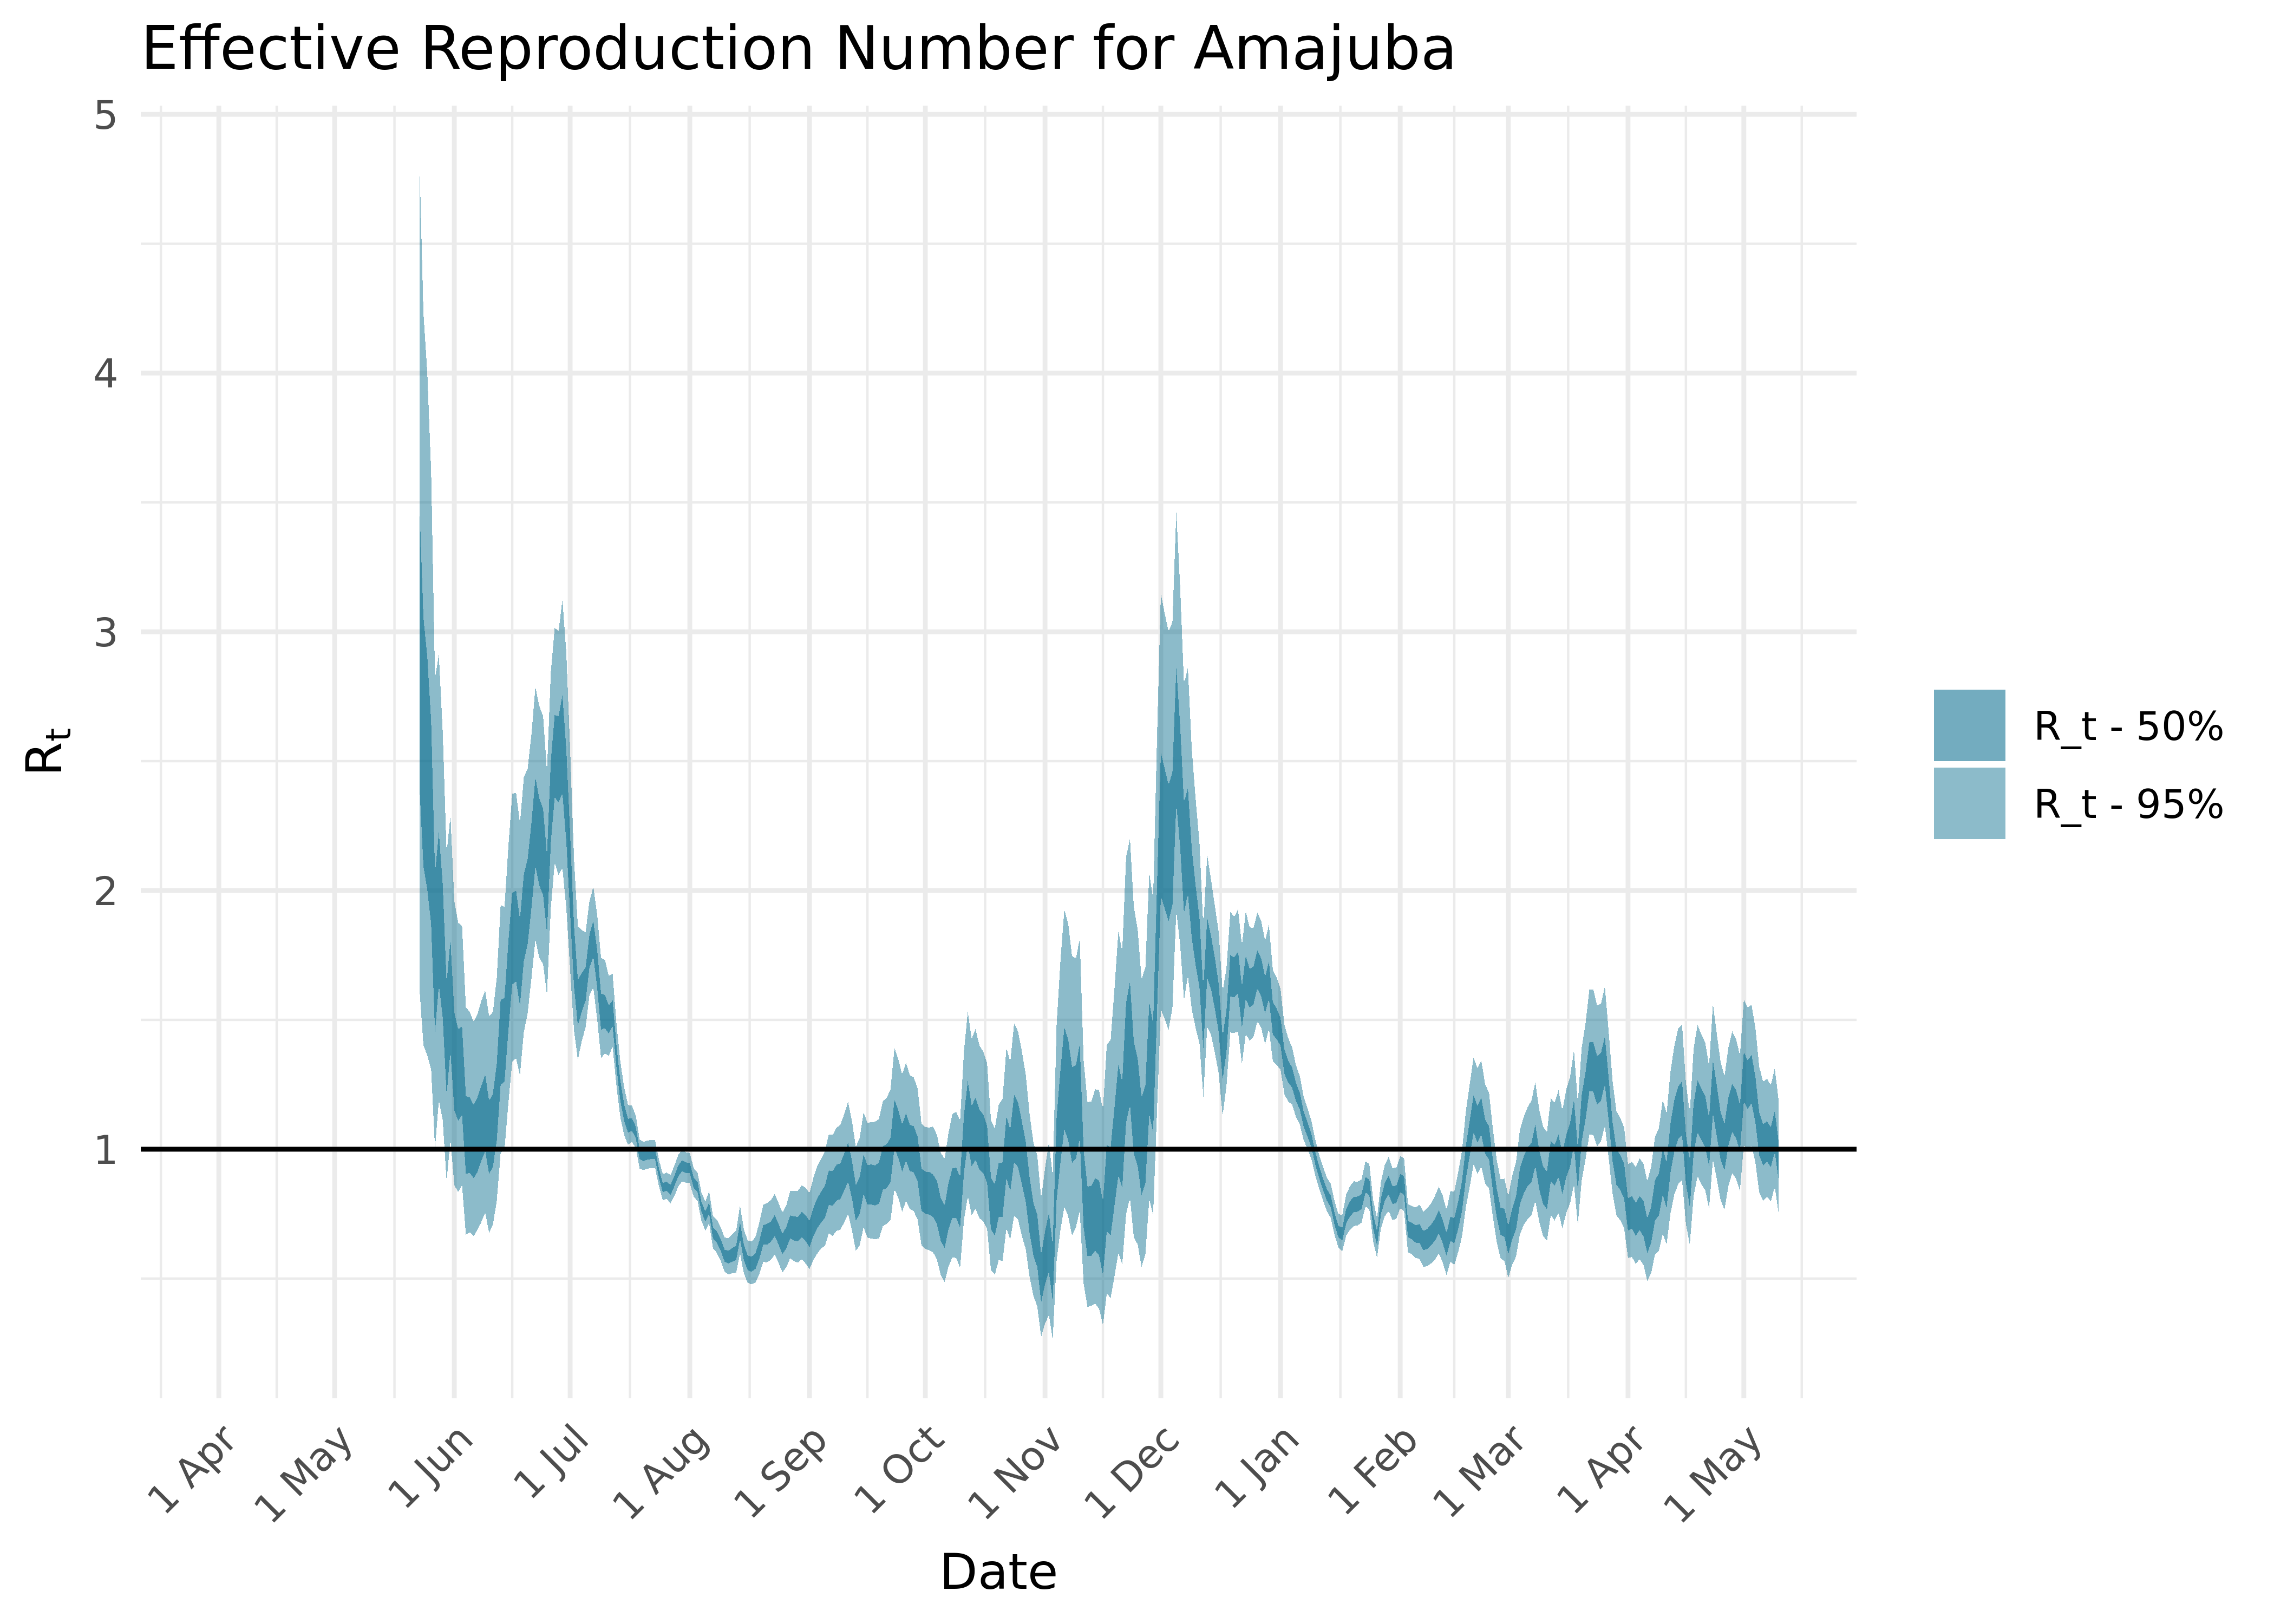 Effective Reproduction Number for Amajuba
5
4
3
2
1
R_t
1 Apr
1 May
1 Jun
1 Jul
1 Aug
1 Sep
1 Oct
1 Nov
1 Dec
1 Jan
1 Feb
1 Mar
1 Apr
1 May
Date
R_t - 50%
R_t - 95%